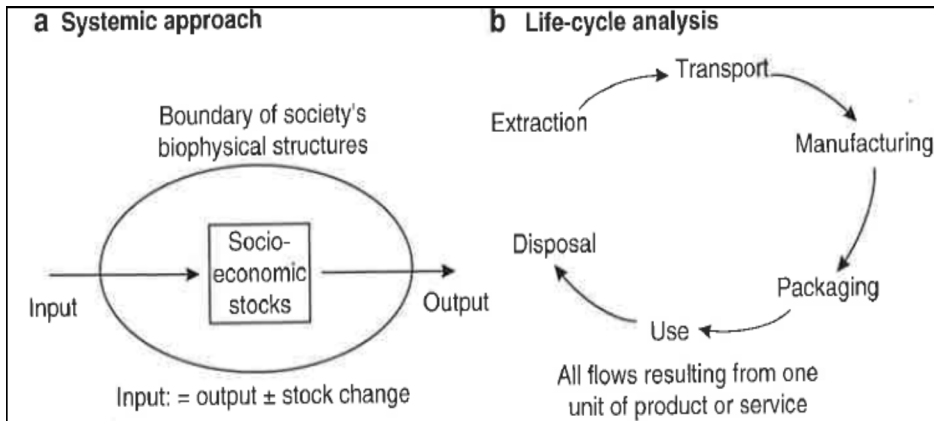 a Systemic approach
Boundary of society's
biophysical structures
Socio-
economic
stocks
Input
Output
Input: = output ± stock change
b Life-cycle analysis
Extraction
Transport
Manufacturing
Packaging
Use
Disposal
All flows resulting from one
unit of product or service